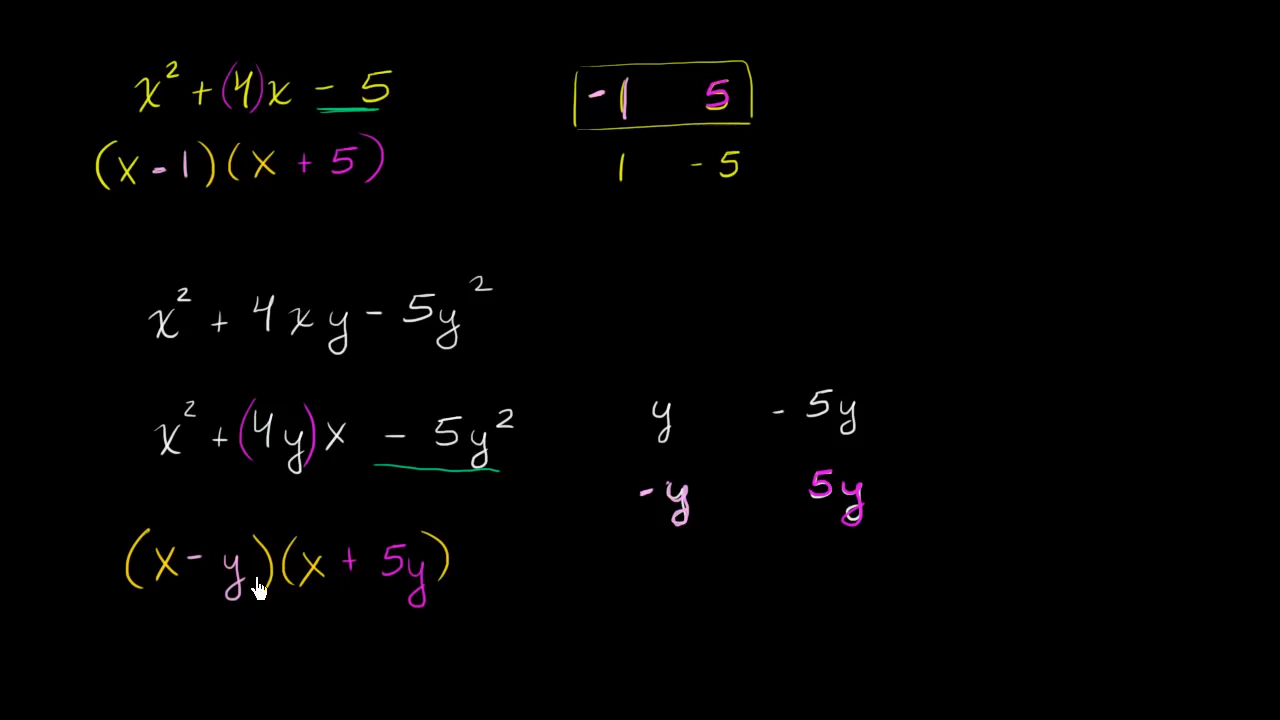 x² + (4)x - 5
(x - 1)(x + 5)
-1 5
1 - 5
x² + 4xy - 5y²
x² + (4y)x - 5y²
y - 5y
-y 5y
(x - y)(x + 5y)